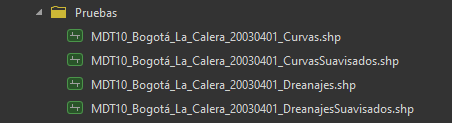 Pruebas
MDT10_Bogotá_La_Calera_20030401_Curvas.shp
MDT10_Bogotá_La_Calera_20030401_CurvasSuavisados.shp
MDT10_Bogotá_La_Calera_20030401_Dreanajes.shp
MDT10_Bogotá_La_Calera_20030401_DreanajesSuavisados.shp